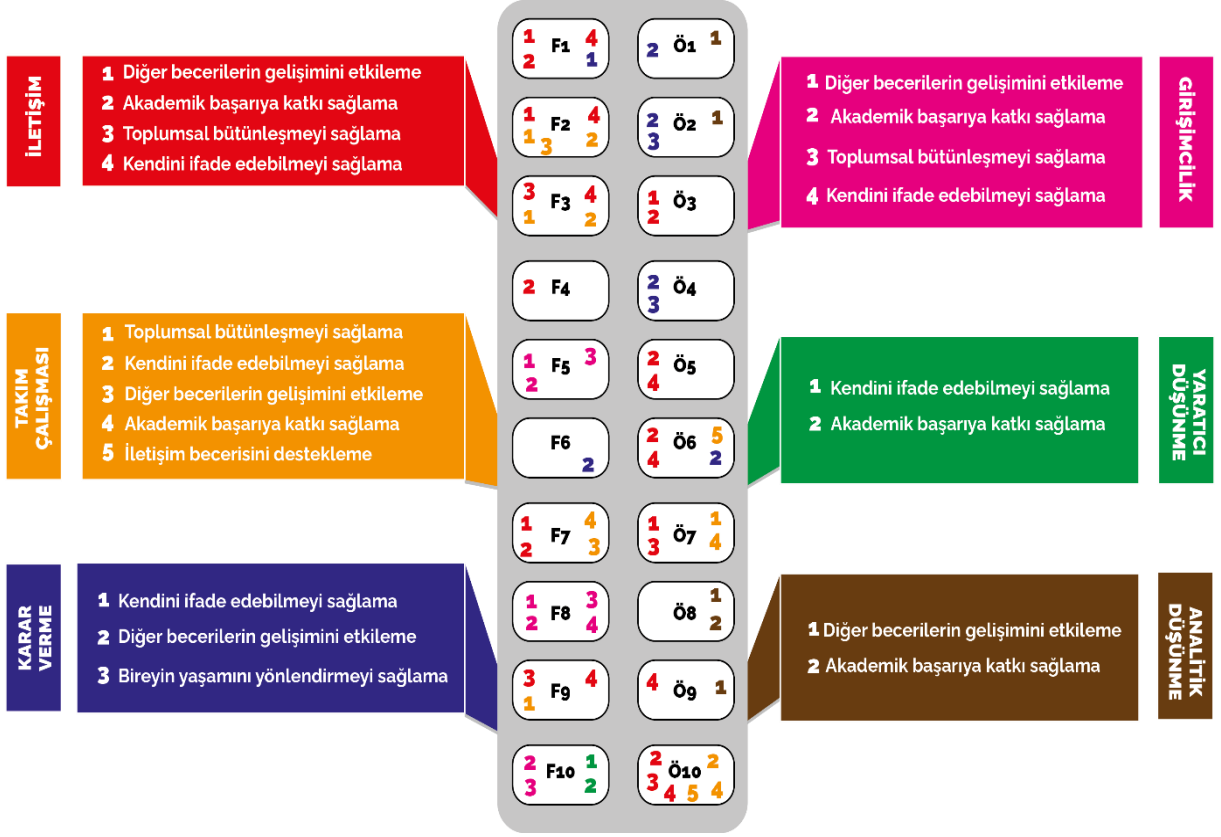 İLETİŞİM
1 Diğer becerilerin gelişimini etkileme
2 Akademik başarıya katkı sağlama
3 Toplumsal bütünleşmeyi sağlama
4 Kendini ifade edebilmeyi sağlama
TAKIM
ÇALIŞMASI
1 Toplumsal bütünleşmeyi sağlama
2 Kendini ifade edebilmeyi sağlama
3 Diğer becerilerin gelişimini etkileme
4 Akademik başarıya katkı sağlama
5 İletişim becerisini destekleme
KARAR
VERME
1 Kendini ifade edebilmeyi sağlama
2 Diğer becerilerin gelişimini etkileme
3 Bireyin yaşamını yönlendirmeyi sağlama
1 F1 4
2 1
1 F2 4
1 3 2
3 F3 4
1 2
2 F4
1 F5 3
2
F6
2
1 F7 4
2 3
1 F8 3
2 4
3 F9 4
1
2 F10 1
3 2
2 Ö1 1
2 Ö2 1
3
1 Ö3
2
2 Ö4
3
2 Ö5
4
2 Ö6 5
4 2
1 Ö7 1
3 4
Ö8 1
2
4 Ö9 1
2 Ö10 2
3 4 5 4
GİRİŞİMCİLİK
1 Diğer becerilerin gelişimini etkileme
2 Akademik başarıya katkı sağlama
3 Toplumsal bütünleşmeyi sağlama
4 Kendini ifade edebilmeyi sağlama
YARATICI
DÜŞÜNME
1 Kendini ifade edebilmeyi sağlama
2 Akademik başarıya katkı sağlama
ANALİTİK
DÜŞÜNME
1 Diğer becerilerin gelişimini etkileme
2 Akademik başarıya katkı sağlama